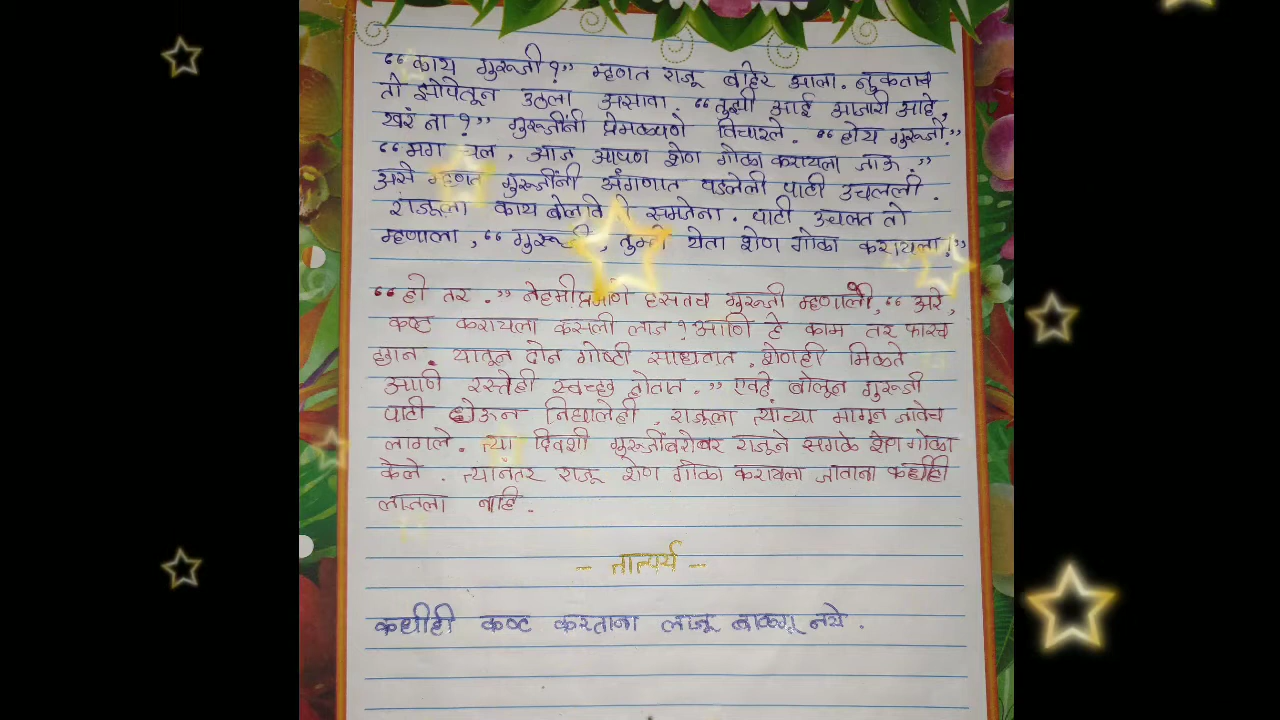 “काय गुरूजी?” म्हणत राजू बाहेर आला. नुकताच
तो झोपेतून उठला असावा. “तुझी आई आजारी आहे,
खरं ना?” गुरूजींनी प्रेमळपणे विचारले. “होय गुरूजी.”
“मग चल, आज आपण शेण गोळा करायला जाऊ.”
असे म्हणत गुरूजींनी अंगणात पडलेली पाटी उचलली.
राजूला काय बोलावे ते समजेना. पाटी उचलत तो
म्हणाला, “गुरूजी, तुम्ही येता शेण गोळा करायला!”
“हो तर.” नेहमीप्रमाणे हसतच गुरूजी म्हणाले, “अरे,
कष्ट करायला कसली लाज? आणि हे काम तर फारच
छान. यातून दोन गोष्टी साधतात. शेणही मिळते
आणि रस्तेही स्वच्छ होतात.” एवढे बोलून गुरूजी
पाटी घेऊन निघालेही. राजूला त्यांच्या मागून जावेच
लागले. त्या दिवशी गुरूजींबरोबर राजूने सगळे शेण गोळा
केले. त्यानंतर राजू शेण गोळा करायला जाताना कधीही
लाजला नाही.
- तात्पर्य -
कधीही कष्ट करताना लाजू बाळगू नये.